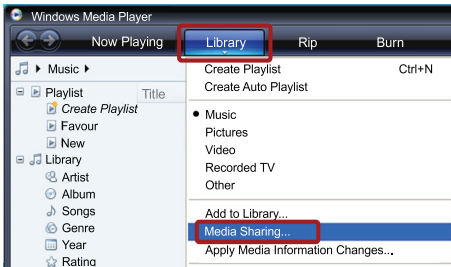 Windows Media Player
Now Playing Library Rip Burn
Music
Playlist Title
Create Playlist
Favour
New
Library
Artist
Album
Songs
Genre
Year
Rating
Create Playlist Ctrl+N
Create Auto Playlist
Music
Pictures
Video
Recorded TV
Other
Add to Library...
Media Sharing...
Apply Media Information Changes...